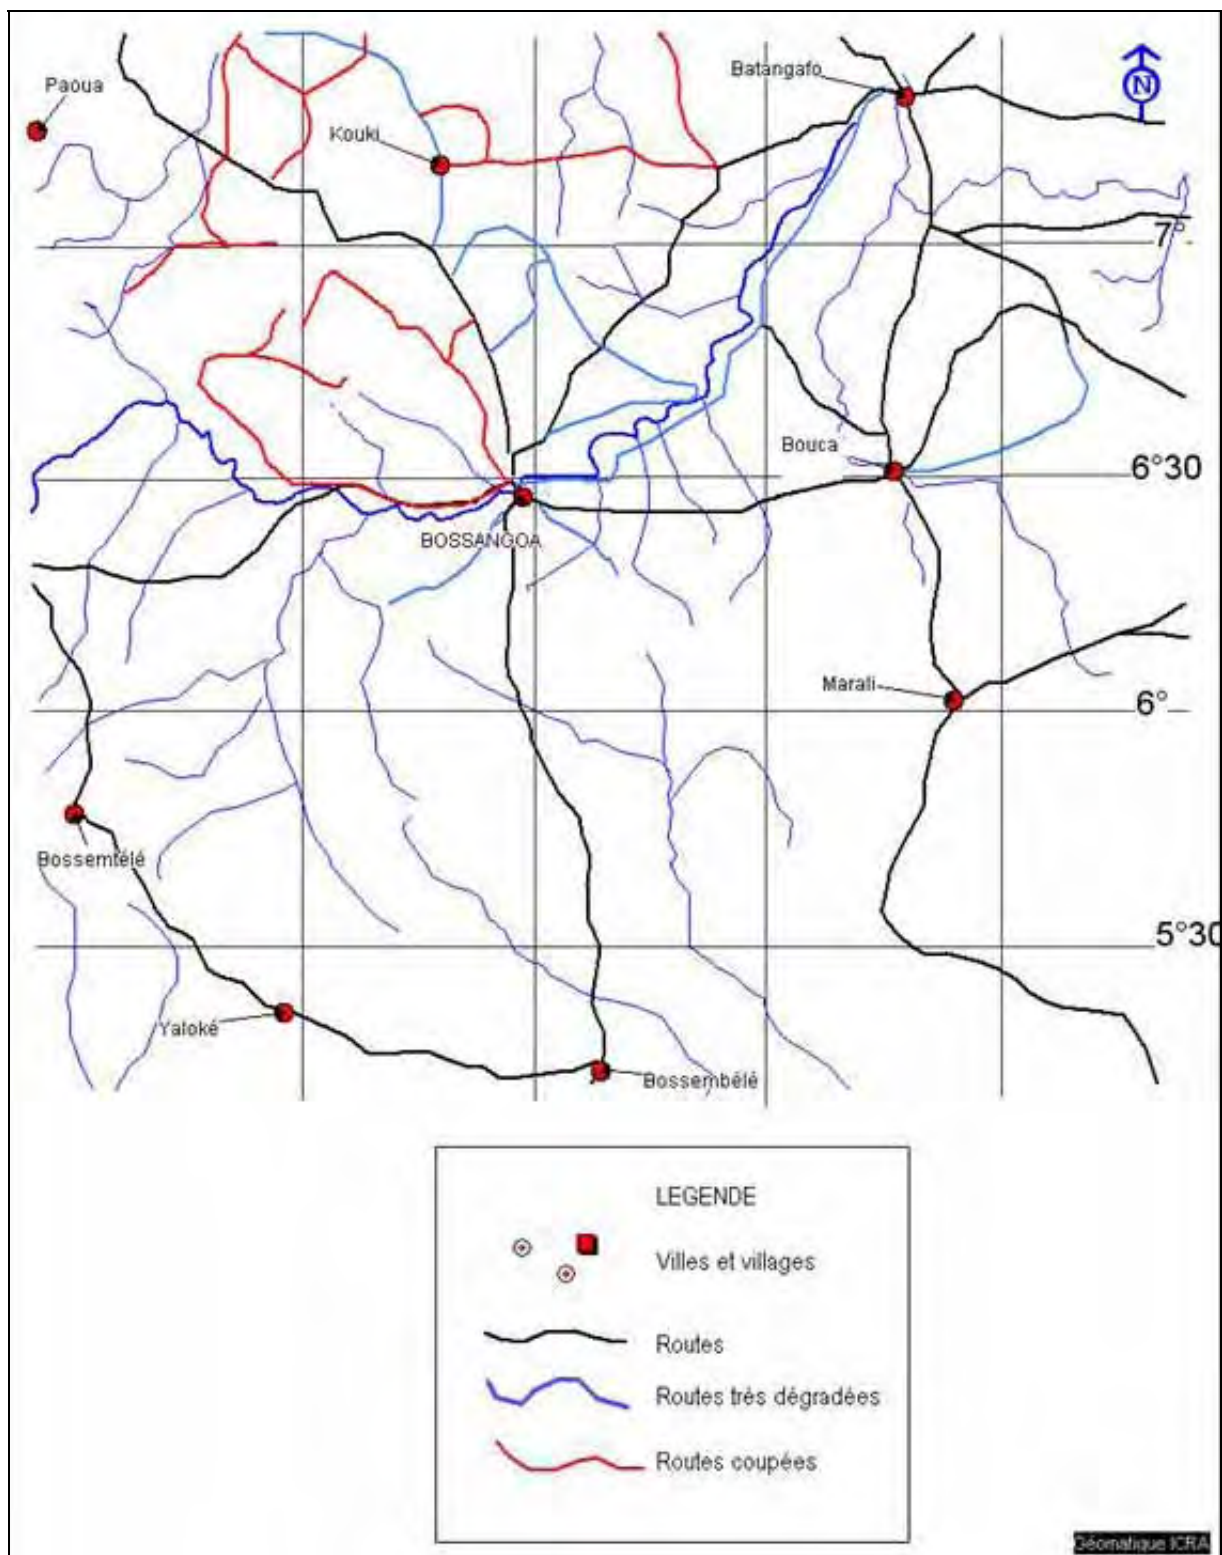 Paoua
Batangafo
N
Kouki
7°
Bouca
6°30
BOSSANGOA
Marali
6°
Bossemtélé
5°30
Yaloké
Bossembélé
LEGENDE
Villes et villages
Routes
Routes très dégradées
Routes coupées
Géomatique ICRA